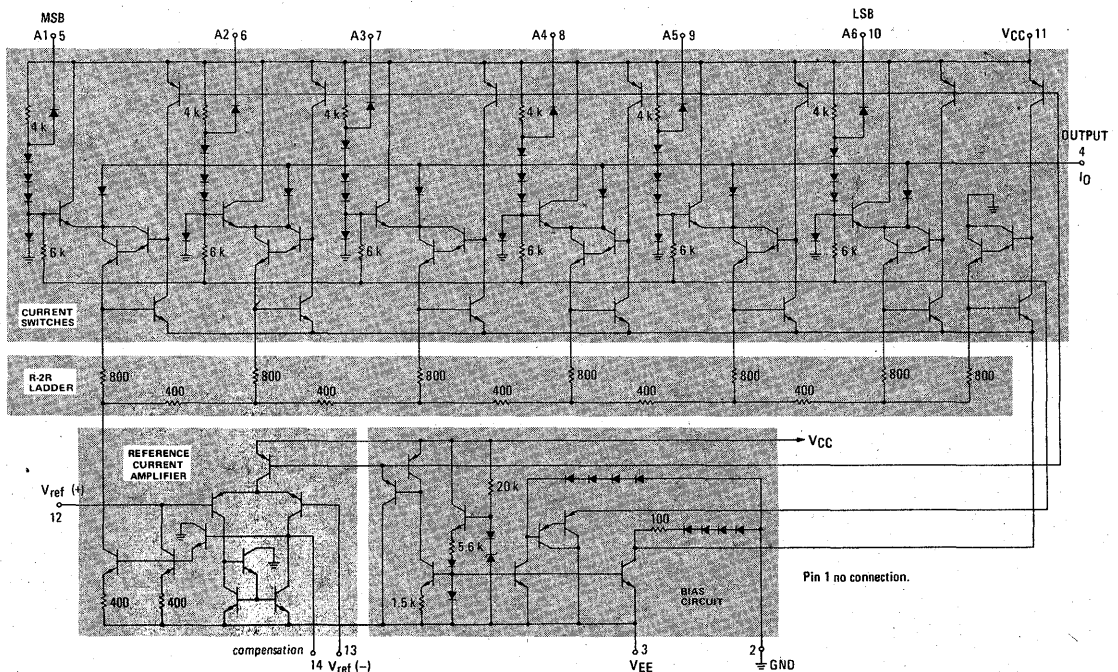 MSB
LSB
A1 5
A2 6
A3 7
A4 8
A5 9
A6 10
VCC 11
4 k
4 k
4 k
4 k
4 k
4 k
OUTPUT
4
IO
6 k
6 k
6 k
6 k
6 k
6 k
CURRENT
SWITCHES
R-2R
LADDER
800
800
800
800
800
800
800
400
400
400
400
400
REFERENCE
CURRENT
AMPLIFIER
VCC
Vref (+)
12
20 k
100
5.6 k
1.5 k
400
400
BIAS
CIRCUIT
Pin 1 no connection.
compensation
14
13
Vref (-)
3
VEE
2
GND